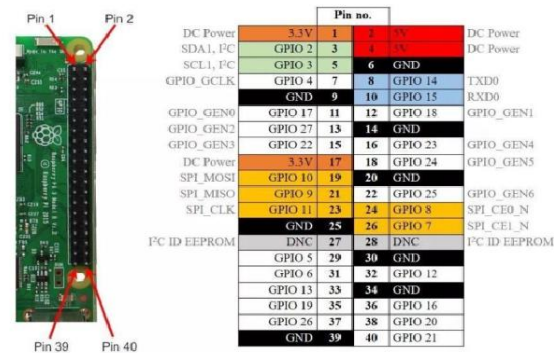 Pin 1 Pin 2
Pin no.
DC Power 3.3V 1 2 5V DC Power
SDA1, I²C GPIO 2 3 4 5V DC Power
SCL1, I²C GPIO 3 5 6 GND
GPIO_GCLK GPIO 4 7 8 GPIO 14 TXD0
GND 9 10 GPIO 15 RXD0
GPIO_GEN0 GPIO 17 11 12 GPIO 18 GPIO_GEN1
GPIO_GEN2 GPIO 27 13 14 GND
GPIO_GEN3 GPIO 22 15 16 GPIO 23 GPIO_GEN4
DC Power 3.3V 17 18 GPIO 24 GPIO_GEN5
SPI_MOSI GPIO 10 19 20 GND
SPI_MISO GPIO 9 21 22 GPIO 25 GPIO_GEN6
SPI_CLK GPIO 11 23 24 GPIO 8 SPI_CE0_N
GND 25 26 GPIO 7 SPI_CE1_N
I²C ID EEPROM DNC 27 28 DNC I²C ID EEPROM
GPIO 5 29 30 GND
GPIO 6 31 32 GPIO 12
GPIO 13 33 34 GND
GPIO 19 35 36 GPIO 16
GPIO 26 37 38 GPIO 20
GND 39 40 GPIO 21
Pin 39 Pin 40